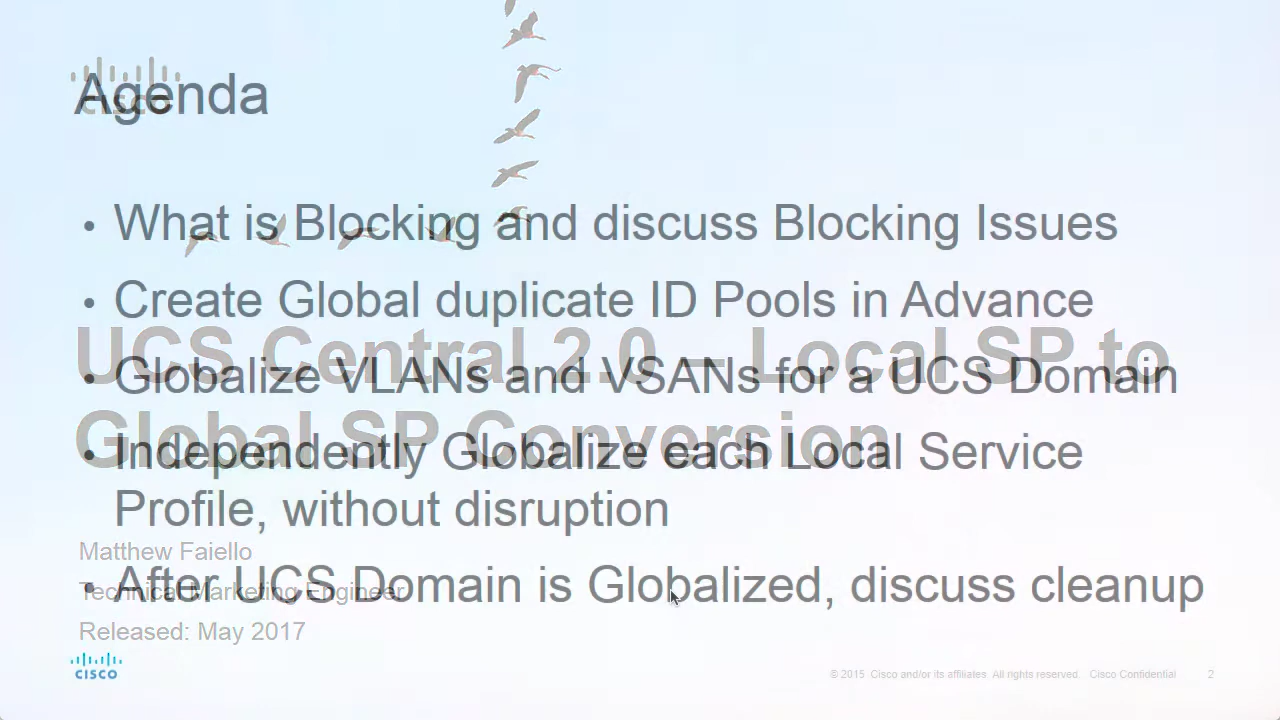 CISCO
Agenda
• What is Blocking and discuss Blocking Issues
• Create Global duplicate ID Pools in Advance
UCS Central 2.0 – Local SP to
• Globalize VLANs and VSANs for a UCS Domain
Global SP Conversion
• Independently Globalize each Local Service
Profile, without disruption
Matthew Faiello
• After UCS Domain is Globalized, discuss cleanup
Technical Marketing Engineer
Released: May 2017
CISCO
© 2015 Cisco and/or its affiliates. All rights reserved. Cisco Confidential 2